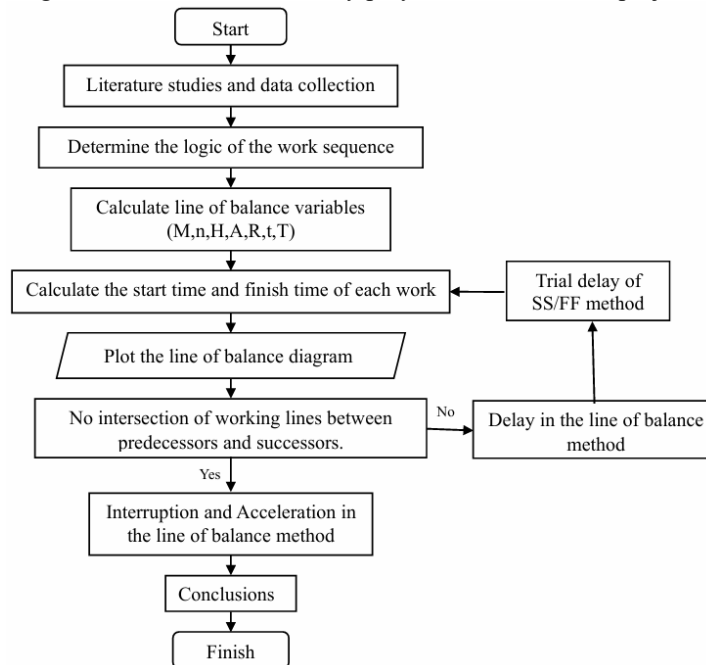 Start
Literature studies and data collection
Determine the logic of the work sequence
Calculate line of balance variables
(M,n,H,A,R,t,T)
Calculate the start time and finish time of each work
Trial delay of
SS/FF method
Plot the line of balance diagram
No intersection of working lines between
predecessors and successors.
No
Delay in the line of balance
method
Yes
Interruption and Acceleration in
the line of balance method
Conclusions
Finish